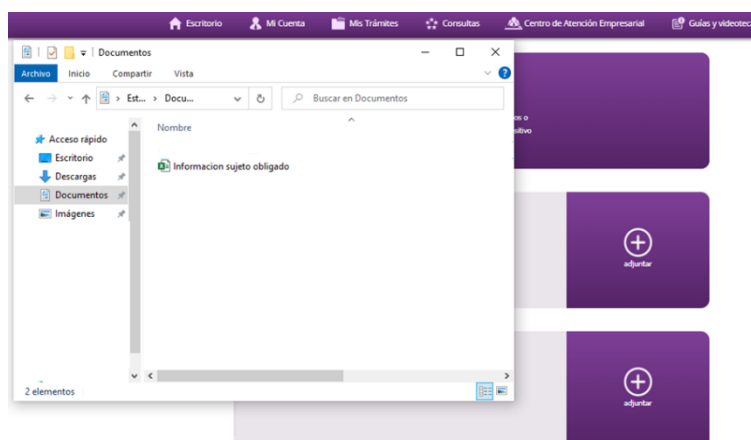 Escritorio Mi Cuenta Mis Trámites Consultas Centro de Atención Empresarial Guías y videotec
Documentos
Archivo Inicio Compartir Vista
Est... Docu... Buscar en Documentos
Nombre
Acceso rápido
Escritorio
Descargas
Documentos
Imágenes
Informacion sujeto obligado
2 elementos
os o
sitivo
adjuntar
adjuntar